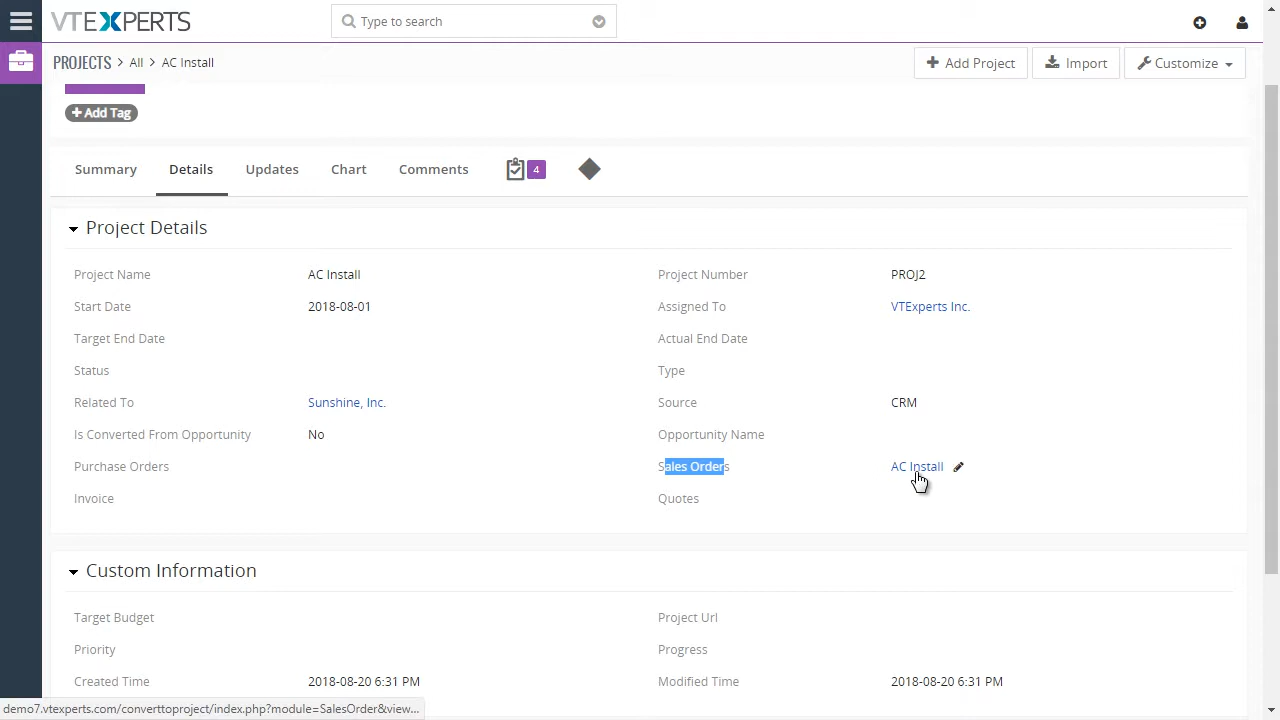 VTEXPERTS
Type to search
PROJECTS > All > AC Install
+ Add Project
Import
Customize
+ Add Tag
Summary
Details
Updates
Chart
Comments
4
Project Details
Project Name AC Install Project Number PROJ2
Start Date 2018-08-01 Assigned To VTExperts Inc.
Target End Date Actual End Date
Status Type
Related To Sunshine, Inc. Source CRM
Is Converted From Opportunity No Opportunity Name
Purchase Orders Sales Orders AC Install
Invoice Quotes
Custom Information
Target Budget Project Url
Priority Progress
Created Time 2018-08-20 6:31 PM Modified Time 2018-08-20 6:31 PM
demo7.vtexperts.com/converttoproject/index.php?module=SalesOrder&view...